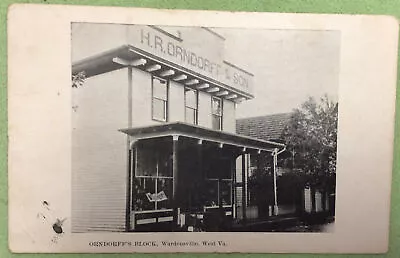 H.R. ORNDORFF & SON
ORNDORFF'S BLOCK, Wardensville, West Va.